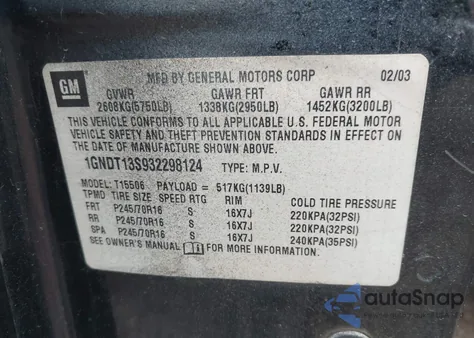 GM
MFD BY GENERAL MOTORS CORP 02/03
GVWR GAWR FRT GAWR RR
2608KG(5750LB) 1338KG(2950LB) 1452KG(3200LB)
THIS VEHICLE CONFORMS TO ALL APPLICABLE U.S. FEDERAL MOTOR
VEHICLE SAFETY AND THEFT PREVENTION STANDARDS IN EFFECT ON
THE DATE OF MANUFACTURE SHOWN ABOVE.
1GNDT13S932298124 TYPE: M.P.V.
MODEL: T15506 PAYLOAD = 517KG(1139LB)
TPMD TIRE SIZE SPEED RTG RIM COLD TIRE PRESSURE
FRT P245/70R16 S 16X7J 220KPA(32PSI)
RR P245/70R16 S 16X7J 220KPA(32PSI)
SPA P245/70R16 S 16X7J 240KPA(35PSI)
SEE OWNER'S MANUAL FOR MORE INFORMATION.
autoSnap